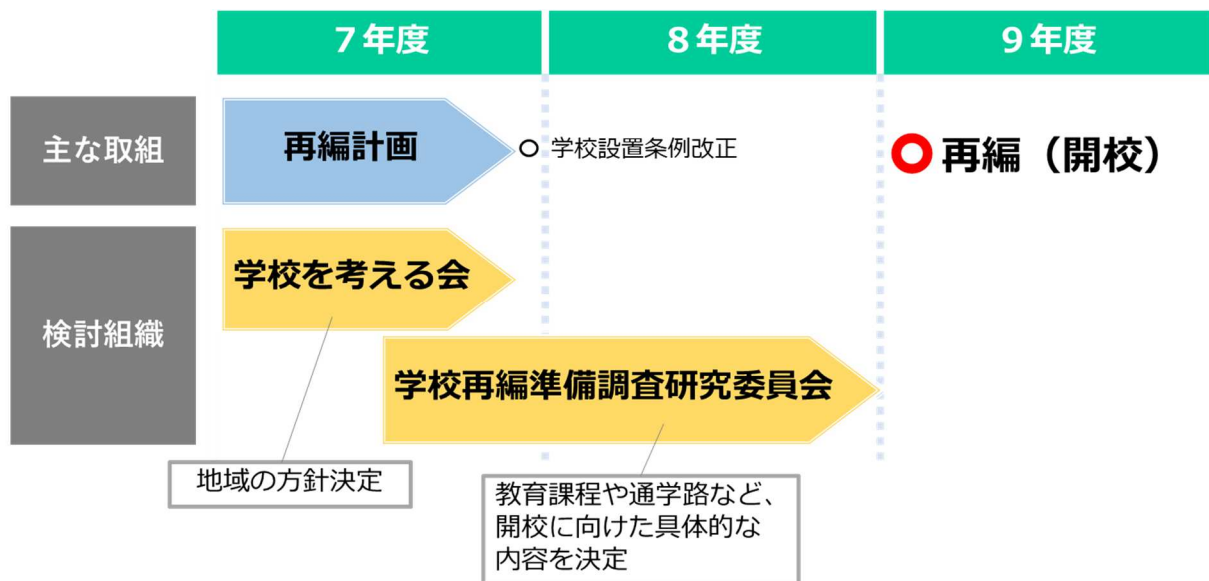 ７年度
８年度
９年度
主な取組
再編計画
学校設置条例改正
再編（開校）
検討組織
学校を考える会
学校再編準備調査研究委員会
地域の方針決定
教育課程や通学路など、
開校に向けた具体的な
内容を決定